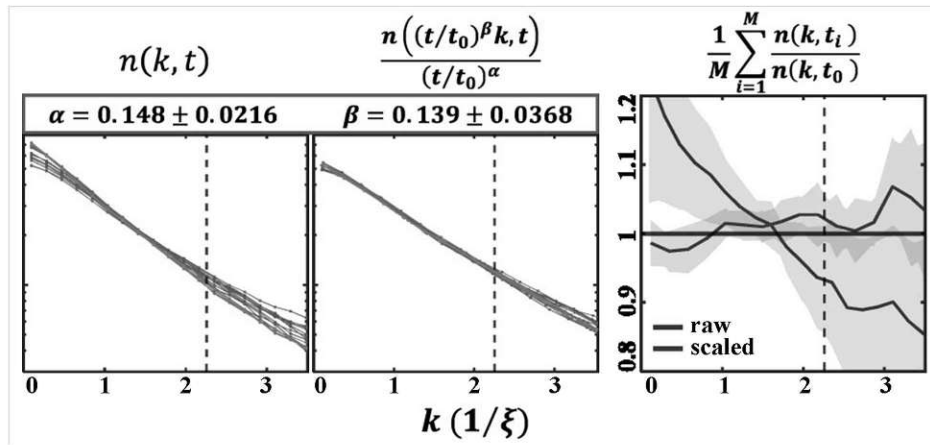 n(k, t)
n((t/t₀)^β k, t) / (t/t₀)^α
1/M ∑_{i=1}^{M} n(k, t_i) / n(k, t₀)
α = 0.148 ± 0.0216
β = 0.139 ± 0.0368
1.2
1.1
1
0.9
0.8
raw
scaled
0 1 2 3
0 1 2 3
0 1 2 3
k (1/ξ)